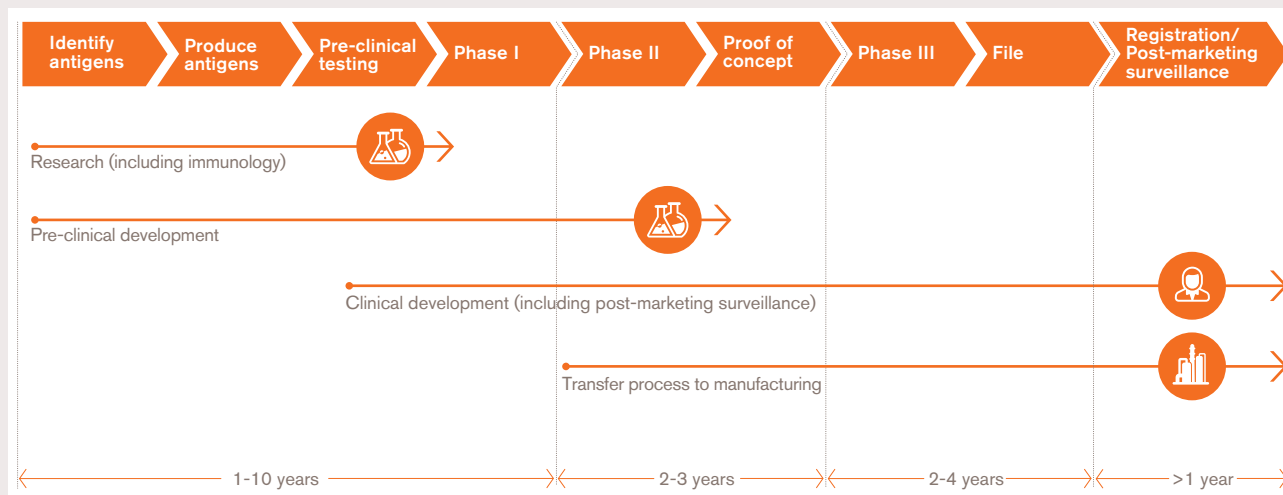 Identify
antigens
Produce
antigens
Pre-clinical
testing
Phase I
Phase II
Proof of
concept
Phase III
File
Registration/
Post-marketing
surveillance
Research (including immunology)
Pre-clinical development
Clinical development (including post-marketing surveillance)
Transfer process to manufacturing
1-10 years
2-3 years
2-4 years
>1 year